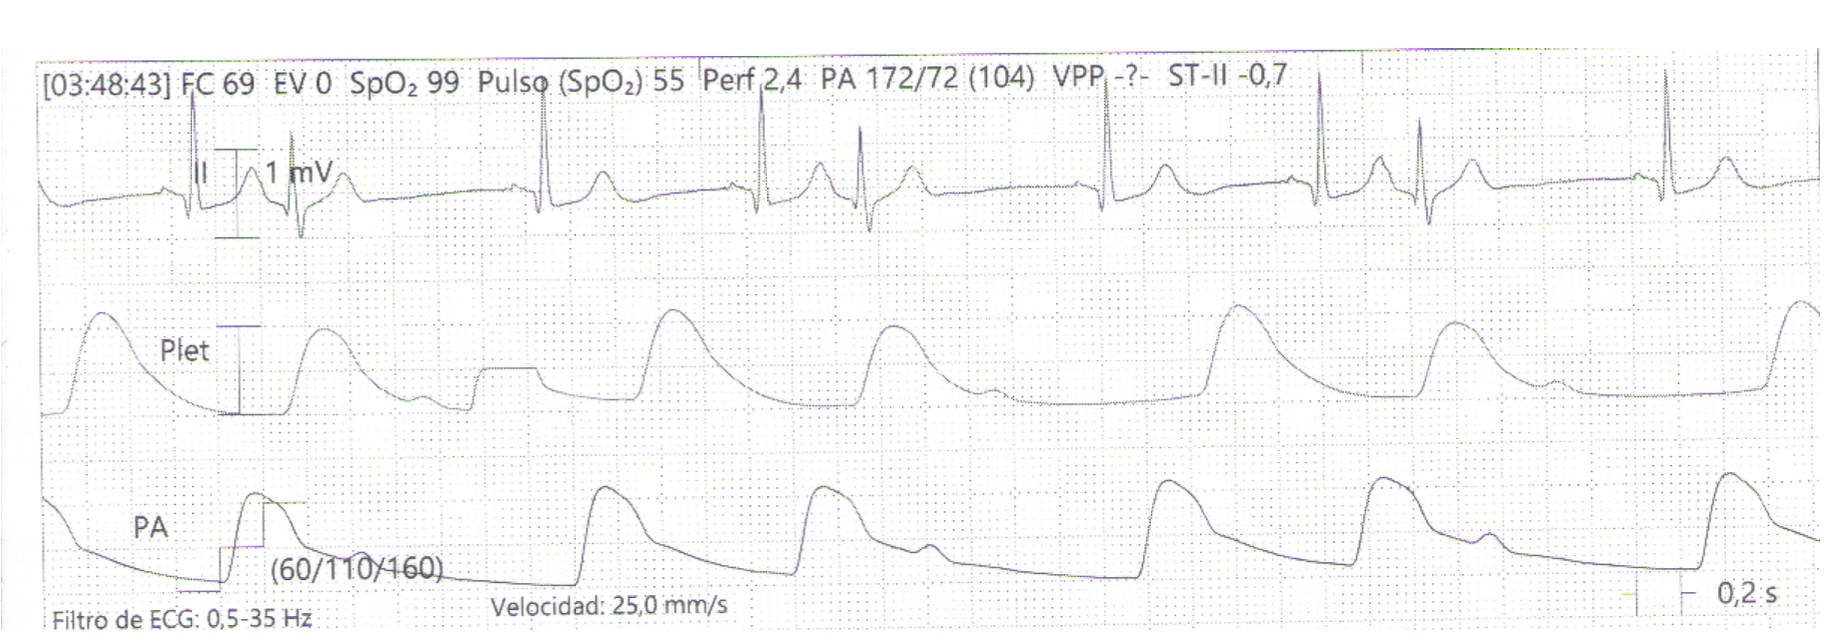 [03:48:43] FC 69 EV 0 SpO₂ 99 Pulso (SpO₂) 55 Perf 2,4 PA 172/72 (104) VPP -?- ST-II -0,7
II 1 mV
Plet
PA
(60/110/160)
0,2 s
Filtro de ECG: 0,5-35 Hz Velocidad: 25,0 mm/s